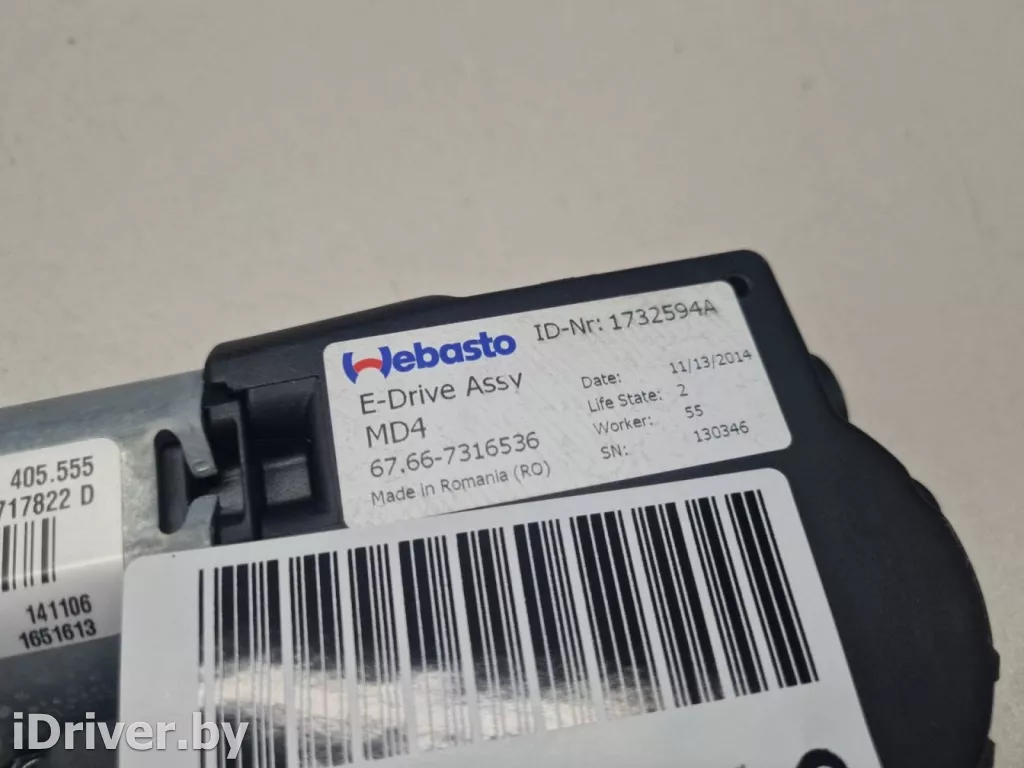 Webasto
ID-Nr: 1732594A
E-Drive Assy
MD4
67.66-7316536
Made in Romania (RO)
Date: 11/13/2014
Life State: 2
Worker: 55
SN: 130346
405.555
717822 D
141106
1651613
iDriver.by